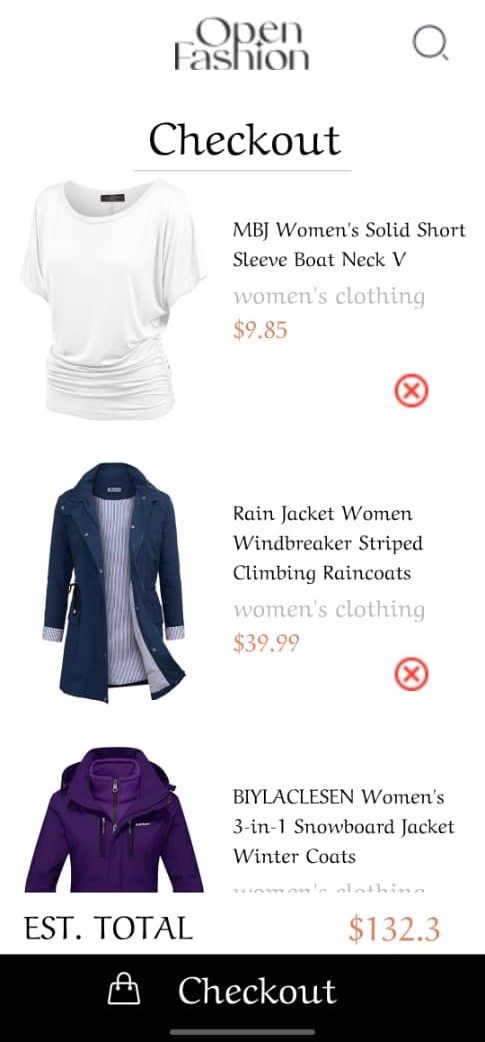 Open
Fashion
Checkout
MBJ Women's Solid Short
Sleeve Boat Neck V
women's clothing
$9.85
Rain Jacket Women
Windbreaker Striped
Climbing Raincoats
women's clothing
$39.99
BIYLACLESEN Women's
3-in-1 Snowboard Jacket
Winter Coats
women's clothing
EST. TOTAL $132.3
Checkout